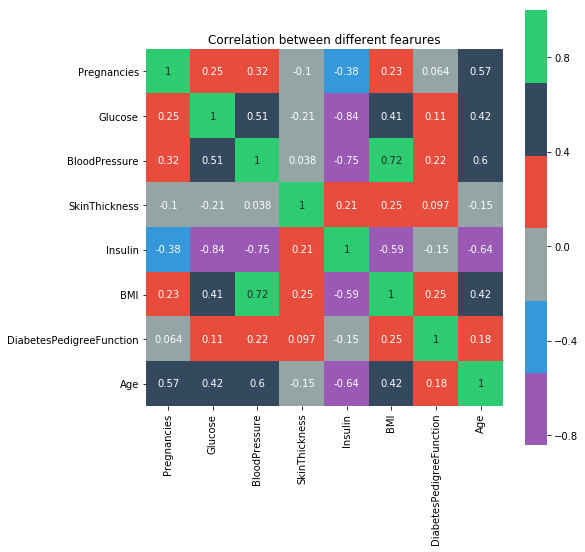 Correlation between different fearures
Pregnancies 1 0.25 0.32 -0.1 -0.38 0.23 0.064 0.57
Glucose 0.25 1 0.51 -0.21 -0.84 0.41 0.11 0.42
BloodPressure 0.32 0.51 1 0.038 -0.75 0.72 0.22 0.6
SkinThickness -0.1 -0.21 0.038 1 0.21 0.25 0.097 -0.15
Insulin -0.38 -0.84 -0.75 0.21 1 -0.59 -0.15 -0.64
BMI 0.23 0.41 0.72 0.25 -0.59 1 0.25 0.42
DiabetesPedigreeFunction 0.064 0.11 0.22 0.097 -0.15 0.25 1 0.18
Age 0.57 0.42 0.6 -0.15 -0.64 0.42 0.18 1
Pregnancies
Glucose
BloodPressure
SkinThickness
Insulin
BMI
DiabetesPedigreeFunction
Age
0.8
0.4
0.0
-0.4
-0.8